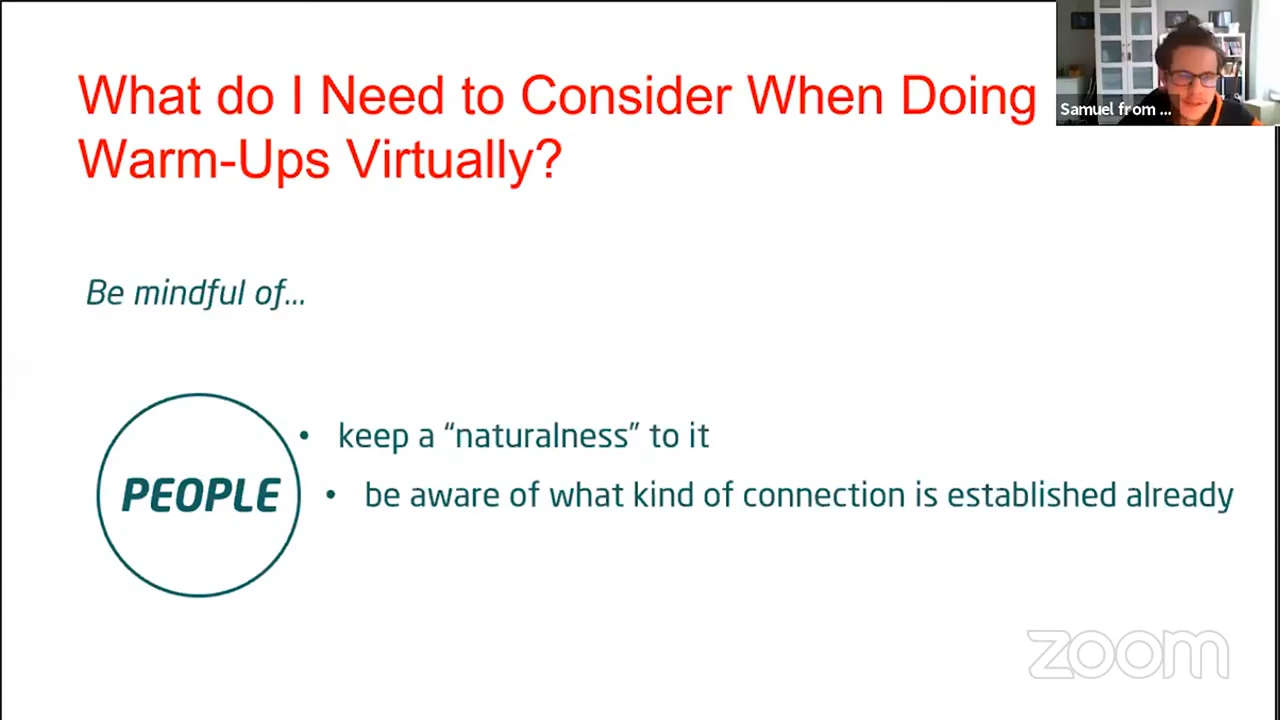 What do I Need to Consider When Doing
Warm-Ups Virtually?
Samuel from ...
Be mindful of...
PEOPLE
• keep a “naturalness” to it
• be aware of what kind of connection is established already
zoom